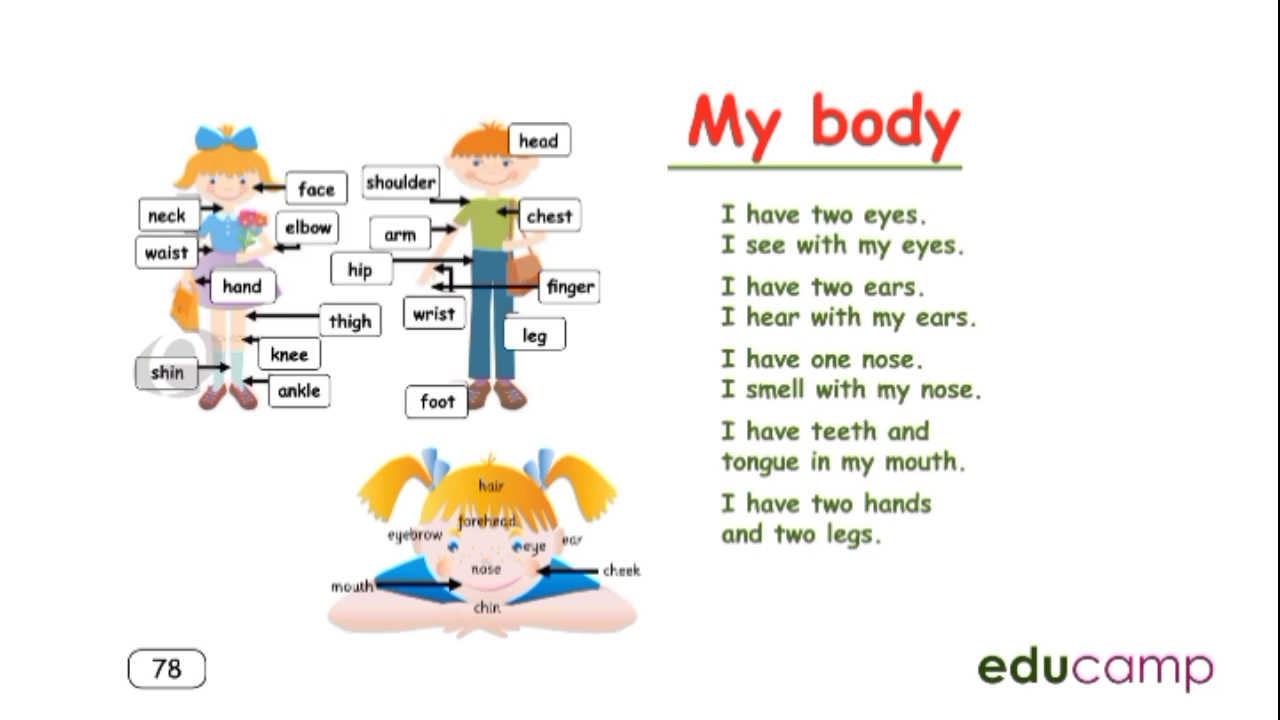 My body
head
face
shoulder
neck
chest
elbow
arm
waist
hip
hand
finger
wrist
thigh
leg
knee
shin
ankle
foot
hair
forehead
eyebrow
eye
ear
nose
cheek
mouth
chin
I have two eyes.
I see with my eyes.
I have two ears.
I hear with my ears.
I have one nose.
I smell with my nose.
I have teeth and
tongue in my mouth.
I have two hands
and two legs.
78
educamp